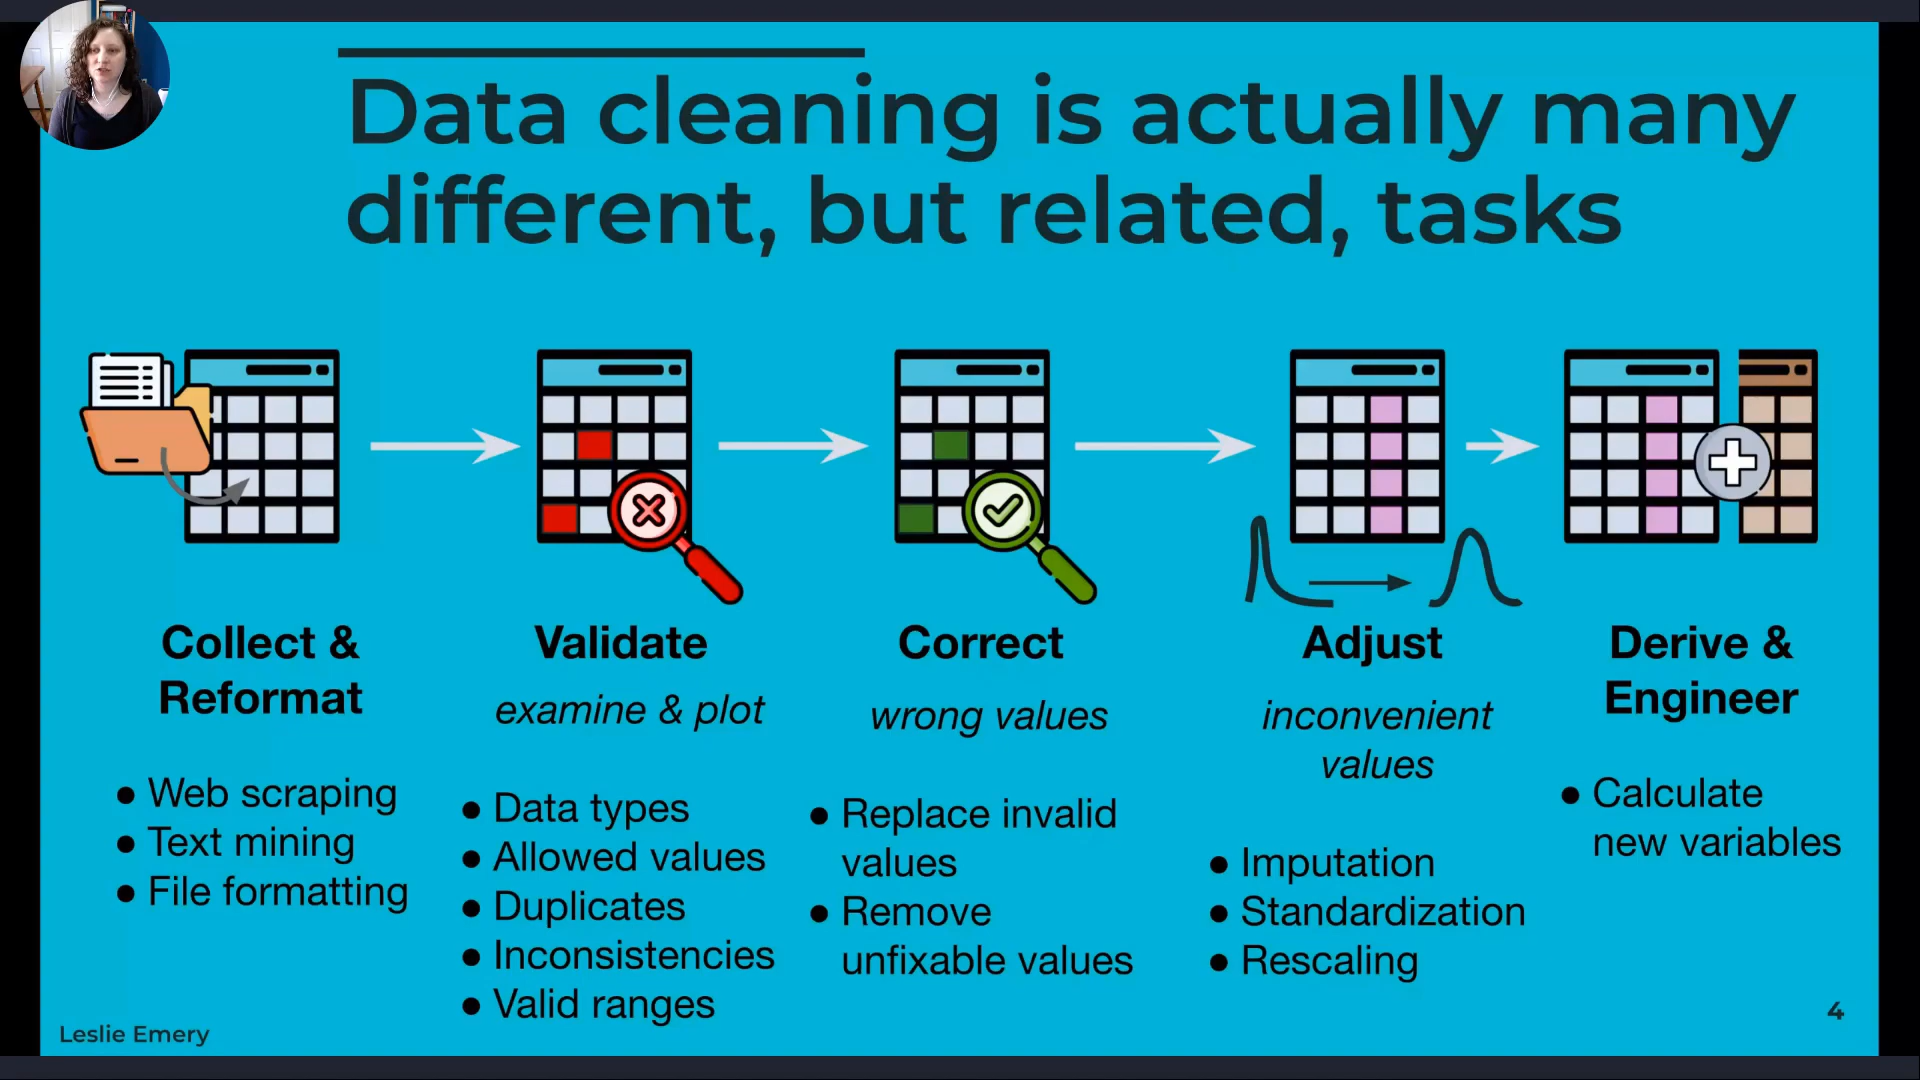 Data cleaning is actually many
different, but related, tasks
Collect &
Reformat
● Web scraping
● Text mining
● File formatting
Validate
examine & plot
● Data types
● Allowed values
● Duplicates
● Inconsistencies
● Valid ranges
Correct
wrong values
● Replace invalid
values
● Remove
unfixable values
Adjust
inconvenient
values
● Imputation
● Standardization
● Rescaling
Derive &
Engineer
● Calculate
new variables
Leslie Emery
4